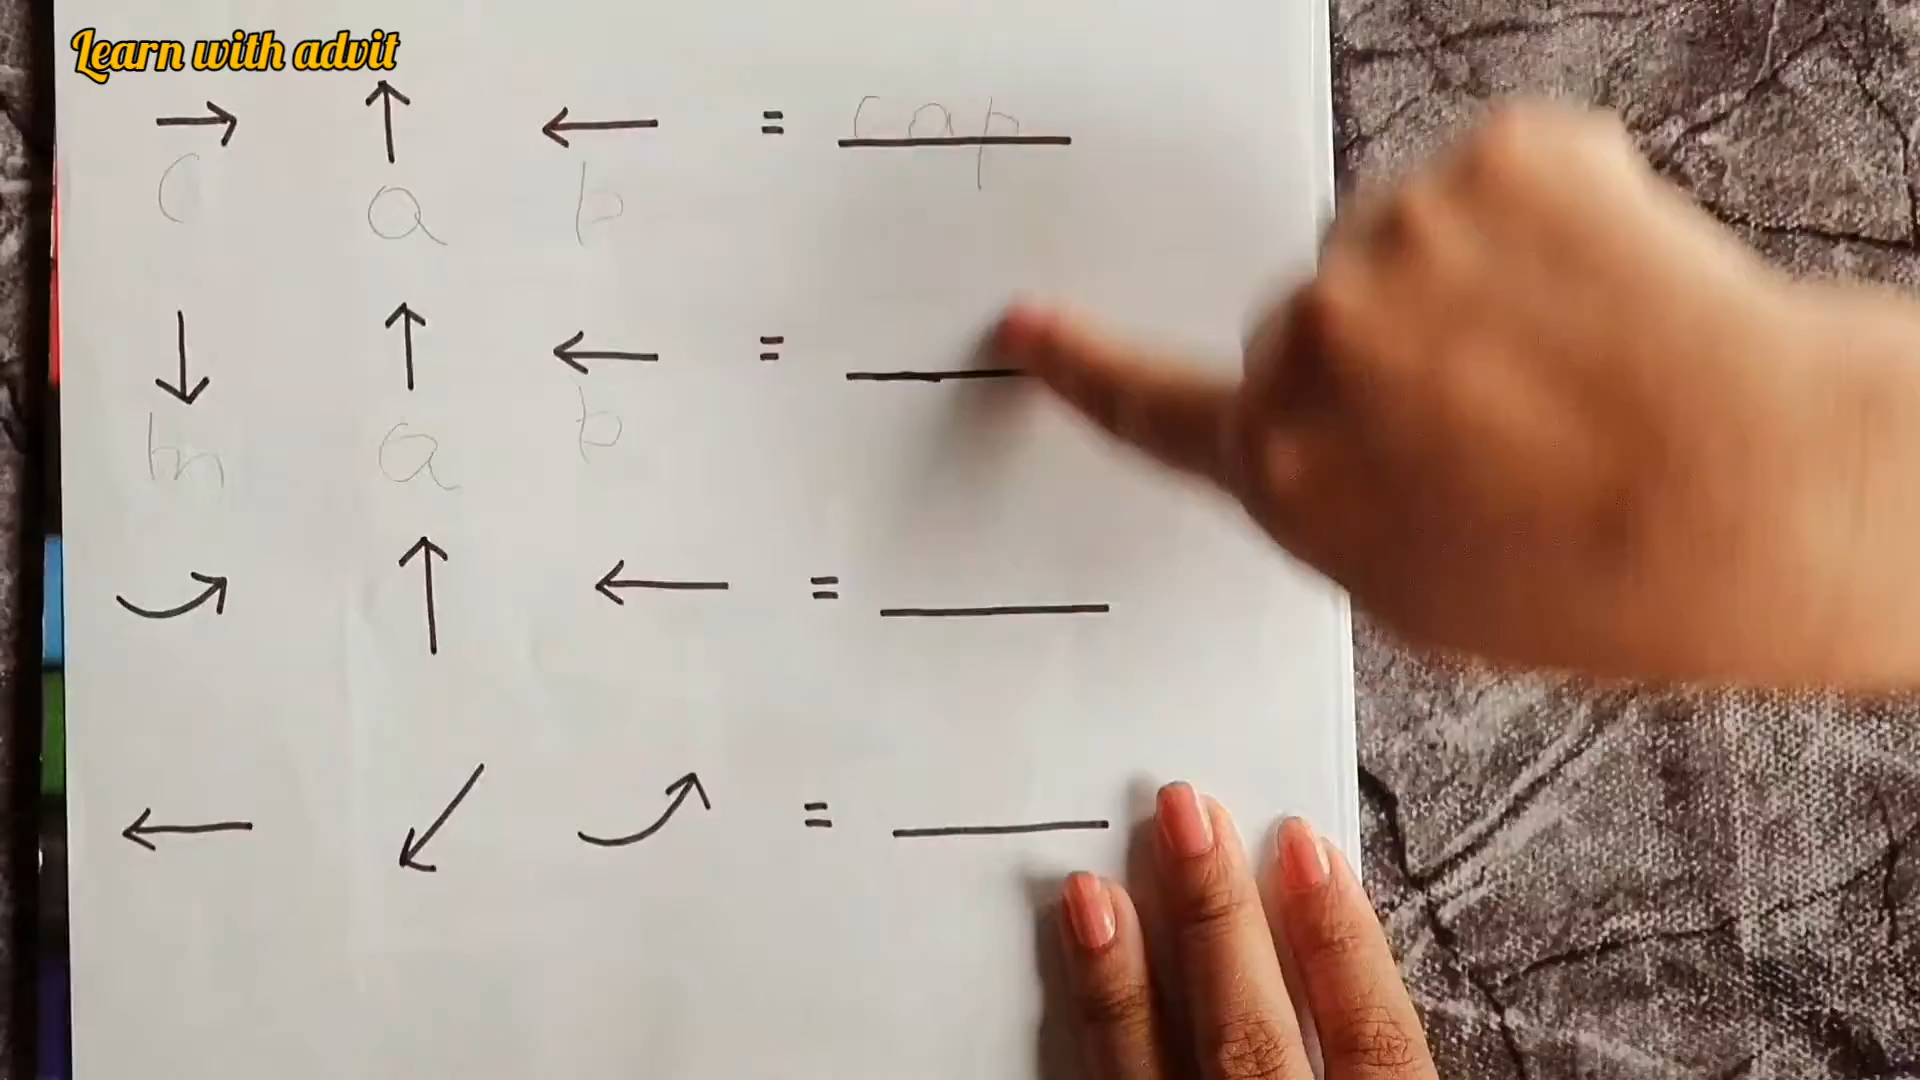 Learn with advit
= cap
c a p
=
m a p
=
=